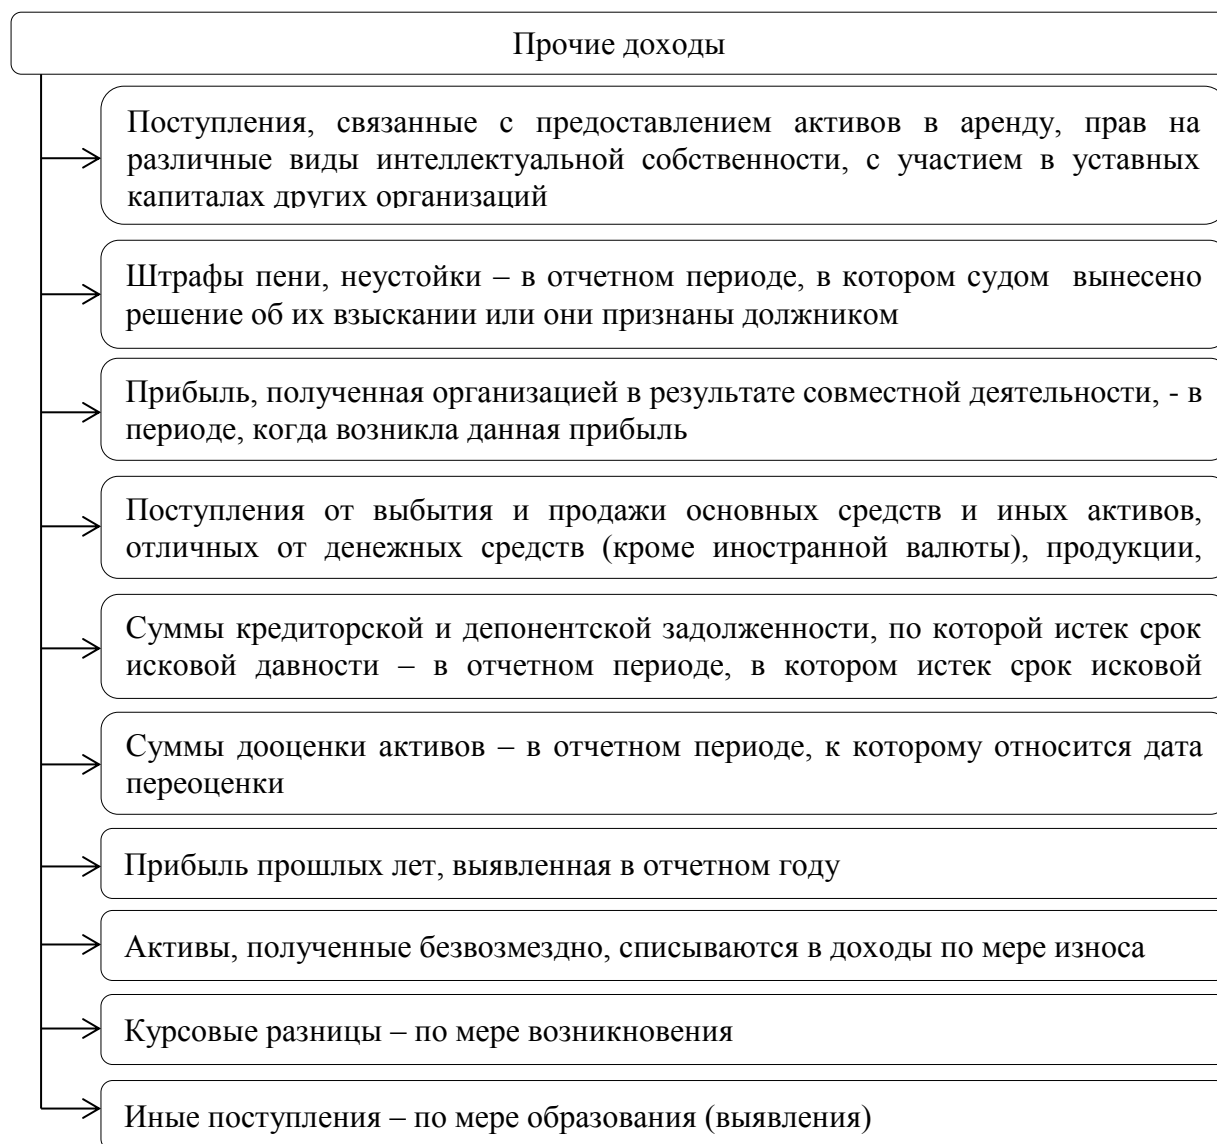 Прочие доходы
Поступления, связанные с предоставлением активов в аренду, прав на
различные виды интеллектуальной собственности, с участием в уставных
капиталах других организаций
Штрафы пени, неустойки – в отчетном периоде, в котором судом вынесено
решение об их взыскании или они признаны должником
Прибыль, полученная организацией в результате совместной деятельности, - в
периоде, когда возникла данная прибыль
Поступления от выбытия и продажи основных средств и иных активов,
отличных от денежных средств (кроме иностранной валюты), продукции,
Суммы кредиторской и депонентской задолженности, по которой истек срок
исковой давности – в отчетном периоде, в котором истек срок исковой
Суммы дооценки активов – в отчетном периоде, к которому относится дата
переоценки
Прибыль прошлых лет, выявленная в отчетном году
Активы, полученные безвозмездно, списываются в доходы по мере износа
Курсовые разницы – по мере возникновения
Иные поступления – по мере образования (выявления)